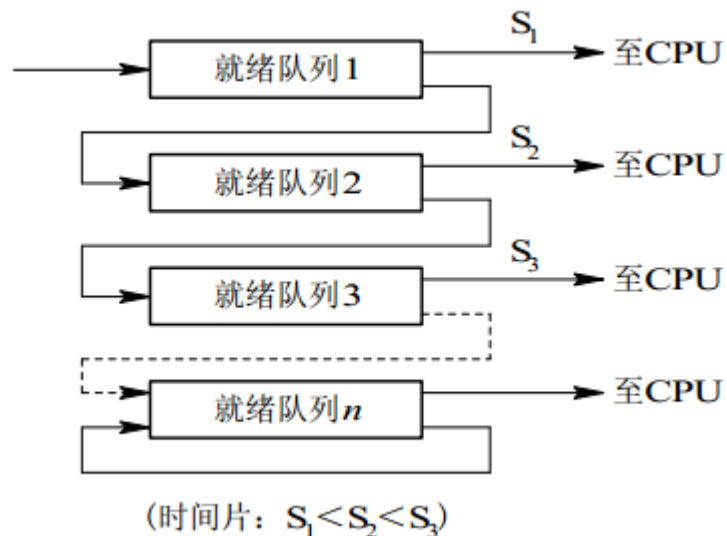 S₁
就绪队列1
至CPU
S₂
就绪队列2
至CPU
S₃
就绪队列3
至CPU
就绪队列n
至CPU
(时间片：S₁<S₂<S₃)